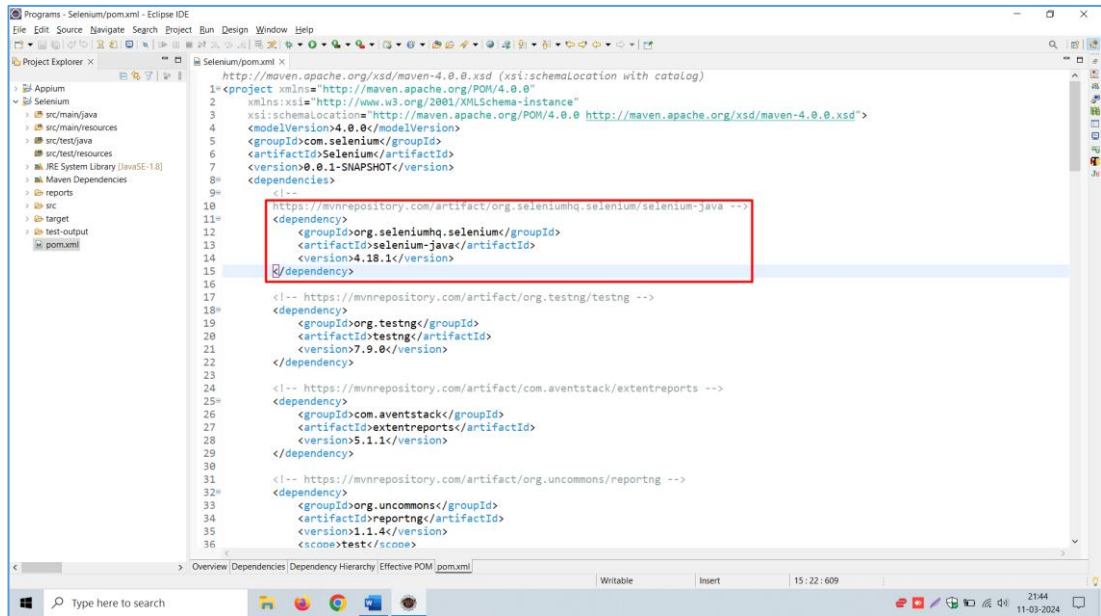 Programs - Selenium/pom.xml - Eclipse IDE
File Edit Source Navigate Search Project Run Design Window Help
Project Explorer
Appium
Selenium
src/main/java
src/main/resources
src/test/java
src/test/resources
JRE System Library [JavaSE-1.8]
Maven Dependencies
reports
src
target
test-output
pom.xml
Selenium/pom.xml
http://maven.apache.org/xsd/maven-4.0.0.xsd (xsi:schemaLocation with catalog)
1 <project xmlns="http://maven.apache.org/POM/4.0.0"
2 xmlns:xsi="http://www.w3.org/2001/XMLSchema-instance"
3 xsi:schemaLocation="http://maven.apache.org/POM/4.0.0 http://maven.apache.org/xsd/maven-4.0.0.xsd">
4 <modelVersion>4.0.0</modelVersion>
5 <groupId>com.selenium</groupId>
6 <artifactId>Selenium</artifactId>
7 <version>0.0.1-SNAPSHOT</version>
8 <dependencies>
9 <!--
10 https://mvnrepository.com/artifact/org.seleniumhq.selenium/selenium-java -->
11 <dependency>
12 <groupId>org.seleniumhq.selenium</groupId>
13 <artifactId>selenium-java</artifactId>
14 <version>4.18.1</version>
15 </dependency>
16
17 <!-- https://mvnrepository.com/artifact/org.testng/testng -->
18 <dependency>
19 <groupId>org.testng</groupId>
20 <artifactId>testng</artifactId>
21 <version>7.9.0</version>
22 </dependency>
23
24 <!-- https://mvnrepository.com/artifact/com.aventstack/extentreports -->
25 <dependency>
26 <groupId>com.aventstack</groupId>
27 <artifactId>extentreports</artifactId>
28 <version>5.1.1</version>
29 </dependency>
30
31 <!-- https://mvnrepository.com/artifact/org.uncommons/reportng -->
32 <dependency>
33 <groupId>org.uncommons</groupId>
34 <artifactId>reportng</artifactId>
35 <version>1.1.4</version>
36 <scope>test</scope>
Overview Dependencies Dependency Hierarchy Effective POM pom.xml
Writable Insert 15 : 22 : 609
Type here to search
21:44
11-03-2024